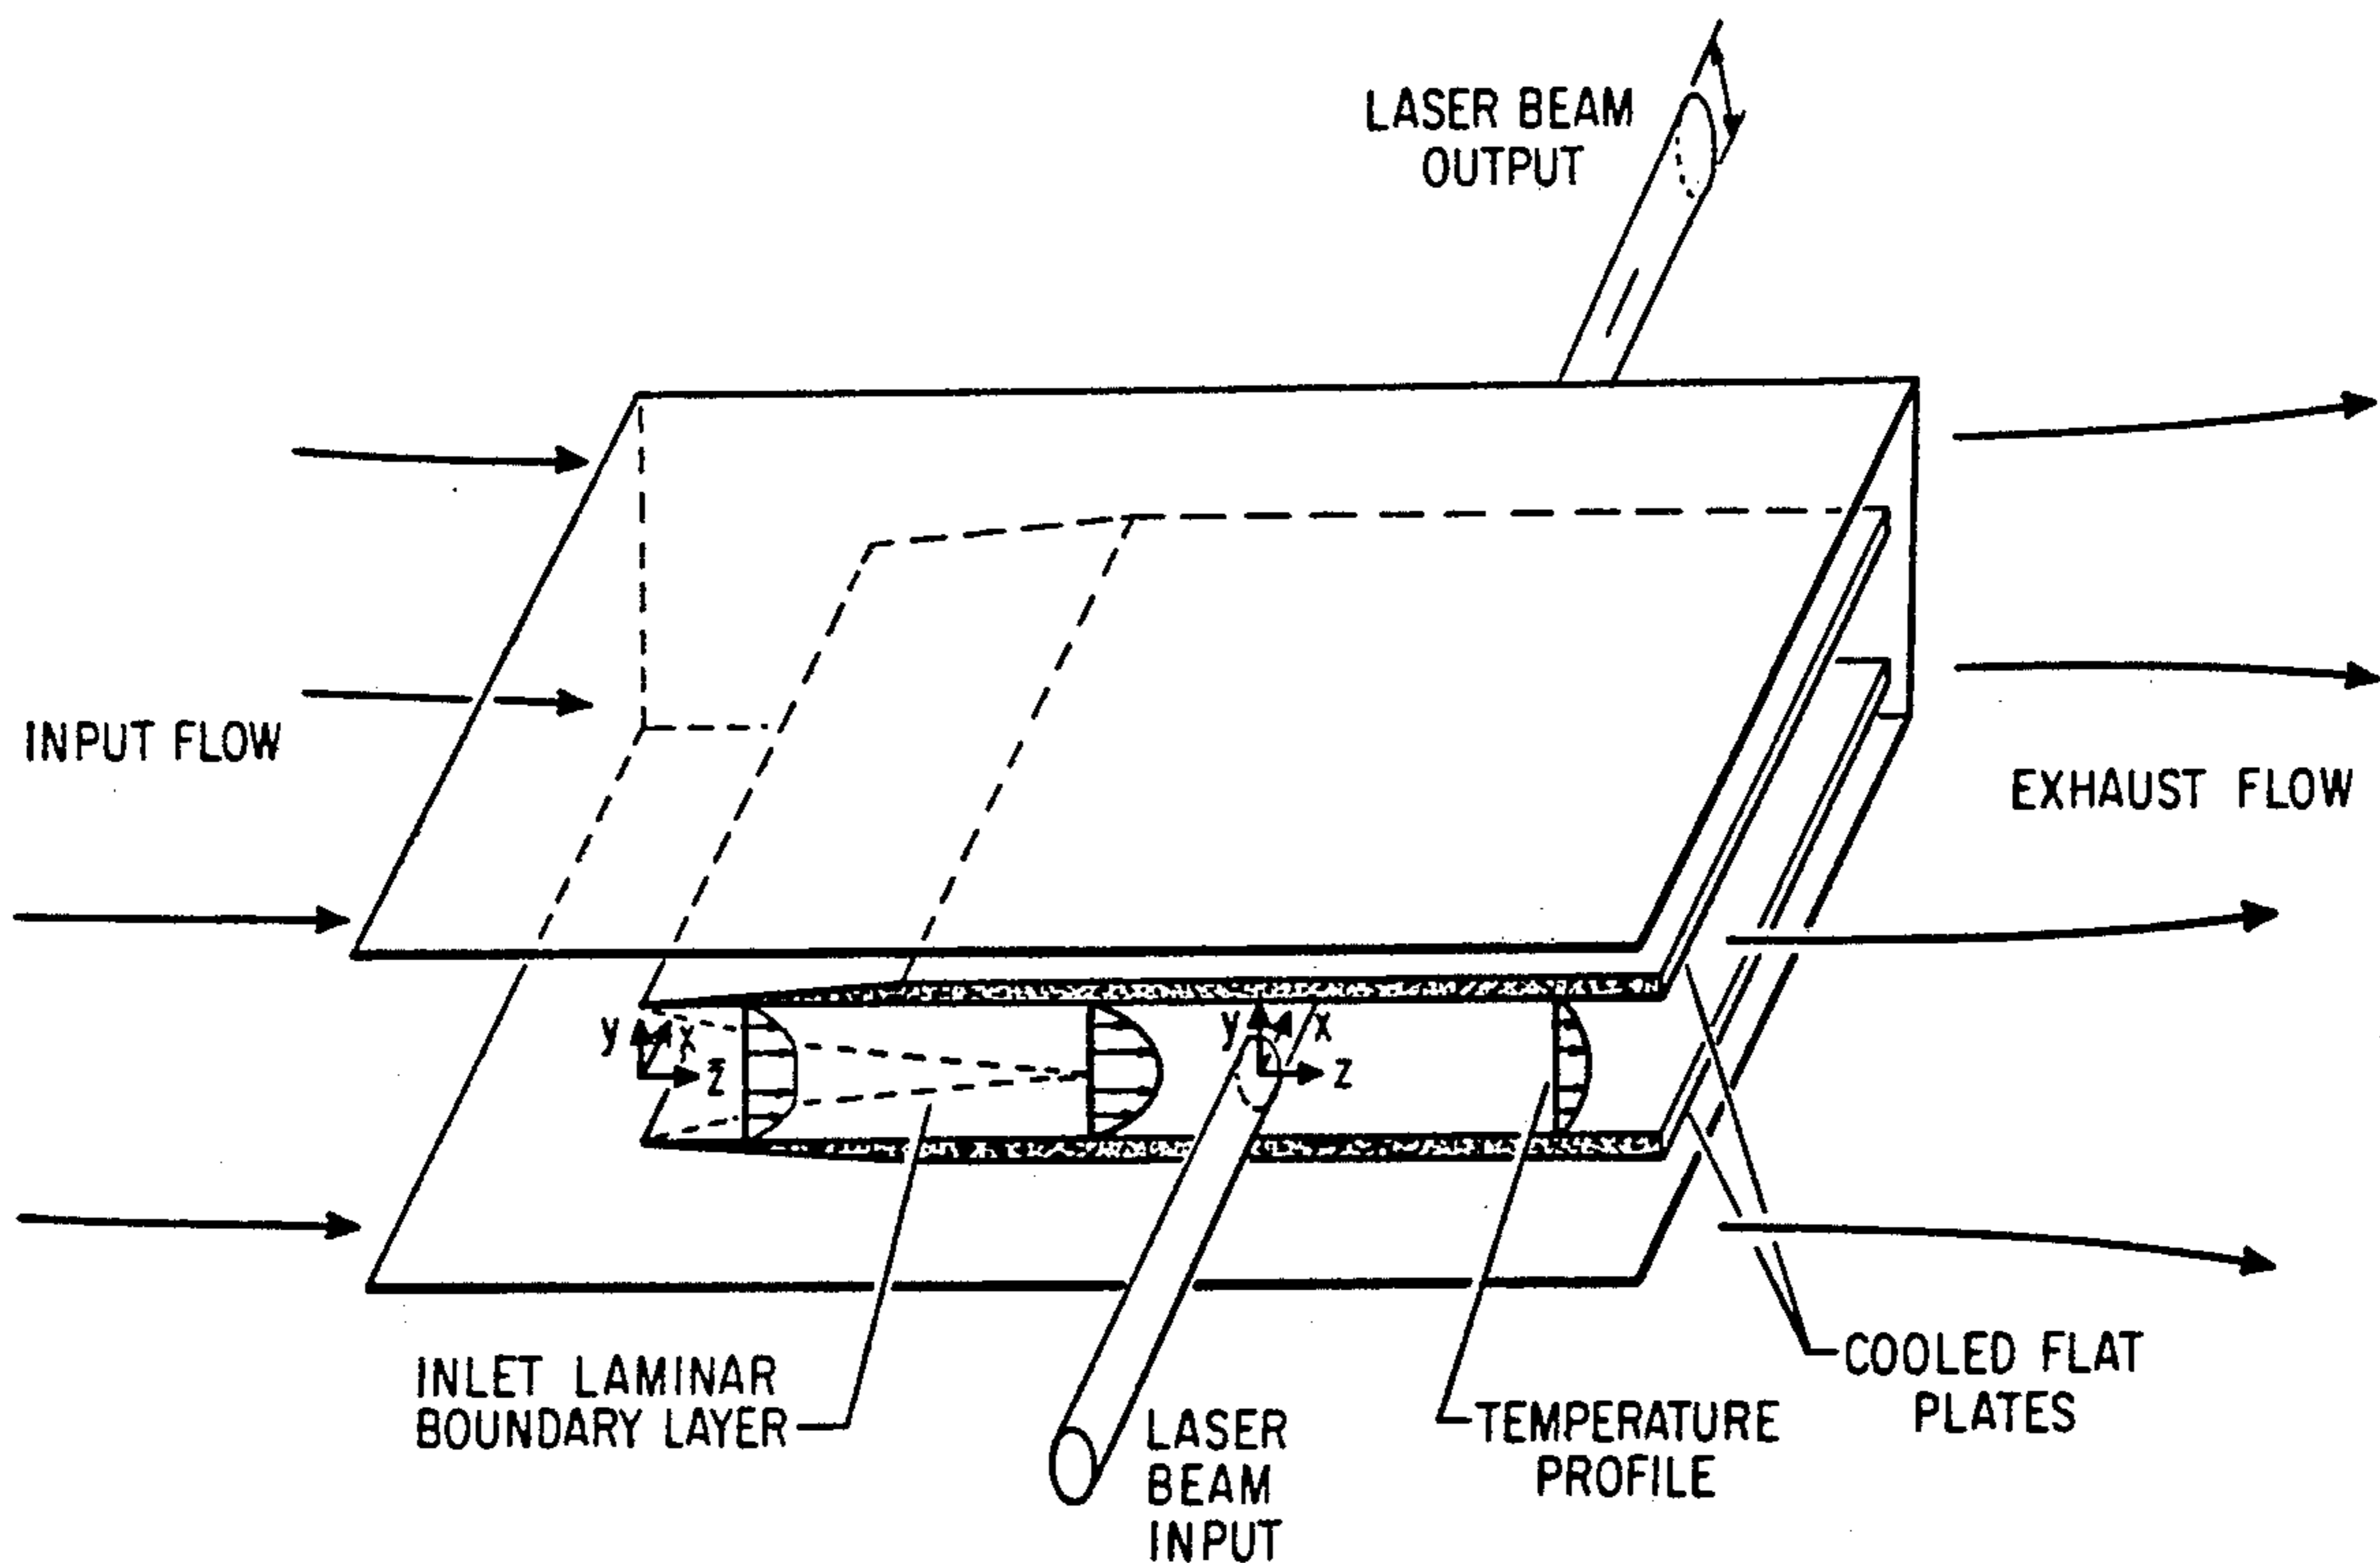 LASER BEAM
OUTPUT
INPUT FLOW
EXHAUST FLOW
y
x
z
y
x
z
INLET LAMINAR
BOUNDARY LAYER
LASER
BEAM
INPUT
TEMPERATURE
PROFILE
COOLED FLAT
PLATES